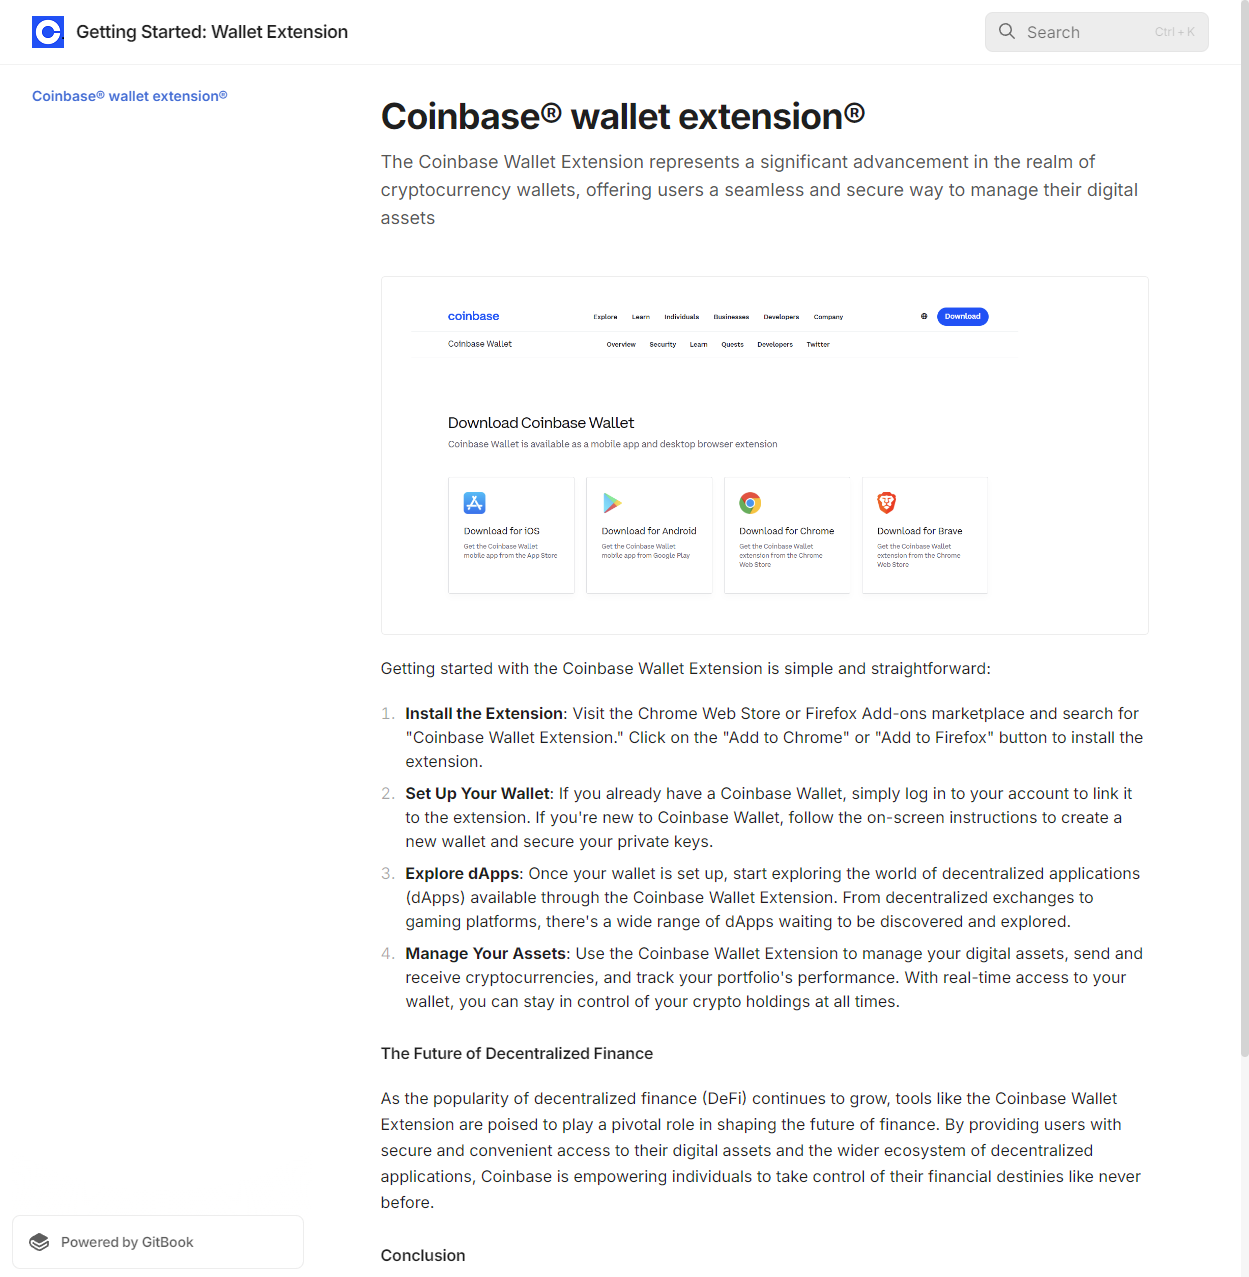 Getting Started: Wallet Extension
Search
Ctrl + K
Coinbase® wallet extension®
Coinbase® wallet extension®
The Coinbase Wallet Extension represents a significant advancement in the realm of
cryptocurrency wallets, offering users a seamless and secure way to manage their digital
assets
coinbase
Explore Learn Individuals Businesses Developers Company
Download
Coinbase Wallet
Overview Security Learn Quests Developers Twitter
Download Coinbase Wallet
Coinbase Wallet is available as a mobile app and desktop browser extension
Download for iOS
Get the Coinbase Wallet
mobile app from the App Store
Download for Android
Get the Coinbase Wallet
mobile app from Google Play
Download for Chrome
Get the Coinbase Wallet
extension from the Chrome
Web Store
Download for Brave
Get the Coinbase Wallet
extension from the Chrome
Web Store
Getting started with the Coinbase Wallet Extension is simple and straightforward:
1. Install the Extension: Visit the Chrome Web Store or Firefox Add-ons marketplace and search for
"Coinbase Wallet Extension." Click on the "Add to Chrome" or "Add to Firefox" button to install the
extension.
2. Set Up Your Wallet: If you already have a Coinbase Wallet, simply log in to your account to link it
to the extension. If you're new to Coinbase Wallet, follow the on-screen instructions to create a
new wallet and secure your private keys.
3. Explore dApps: Once your wallet is set up, start exploring the world of decentralized applications
(dApps) available through the Coinbase Wallet Extension. From decentralized exchanges to
gaming platforms, there's a wide range of dApps waiting to be discovered and explored.
4. Manage Your Assets: Use the Coinbase Wallet Extension to manage your digital assets, send and
receive cryptocurrencies, and track your portfolio's performance. With real-time access to your
wallet, you can stay in control of your crypto holdings at all times.
The Future of Decentralized Finance
As the popularity of decentralized finance (DeFi) continues to grow, tools like the Coinbase Wallet
Extension are poised to play a pivotal role in shaping the future of finance. By providing users with
secure and convenient access to their digital assets and the wider ecosystem of decentralized
applications, Coinbase is empowering individuals to take control of their financial destinies like never
before.
Powered by GitBook
Conclusion